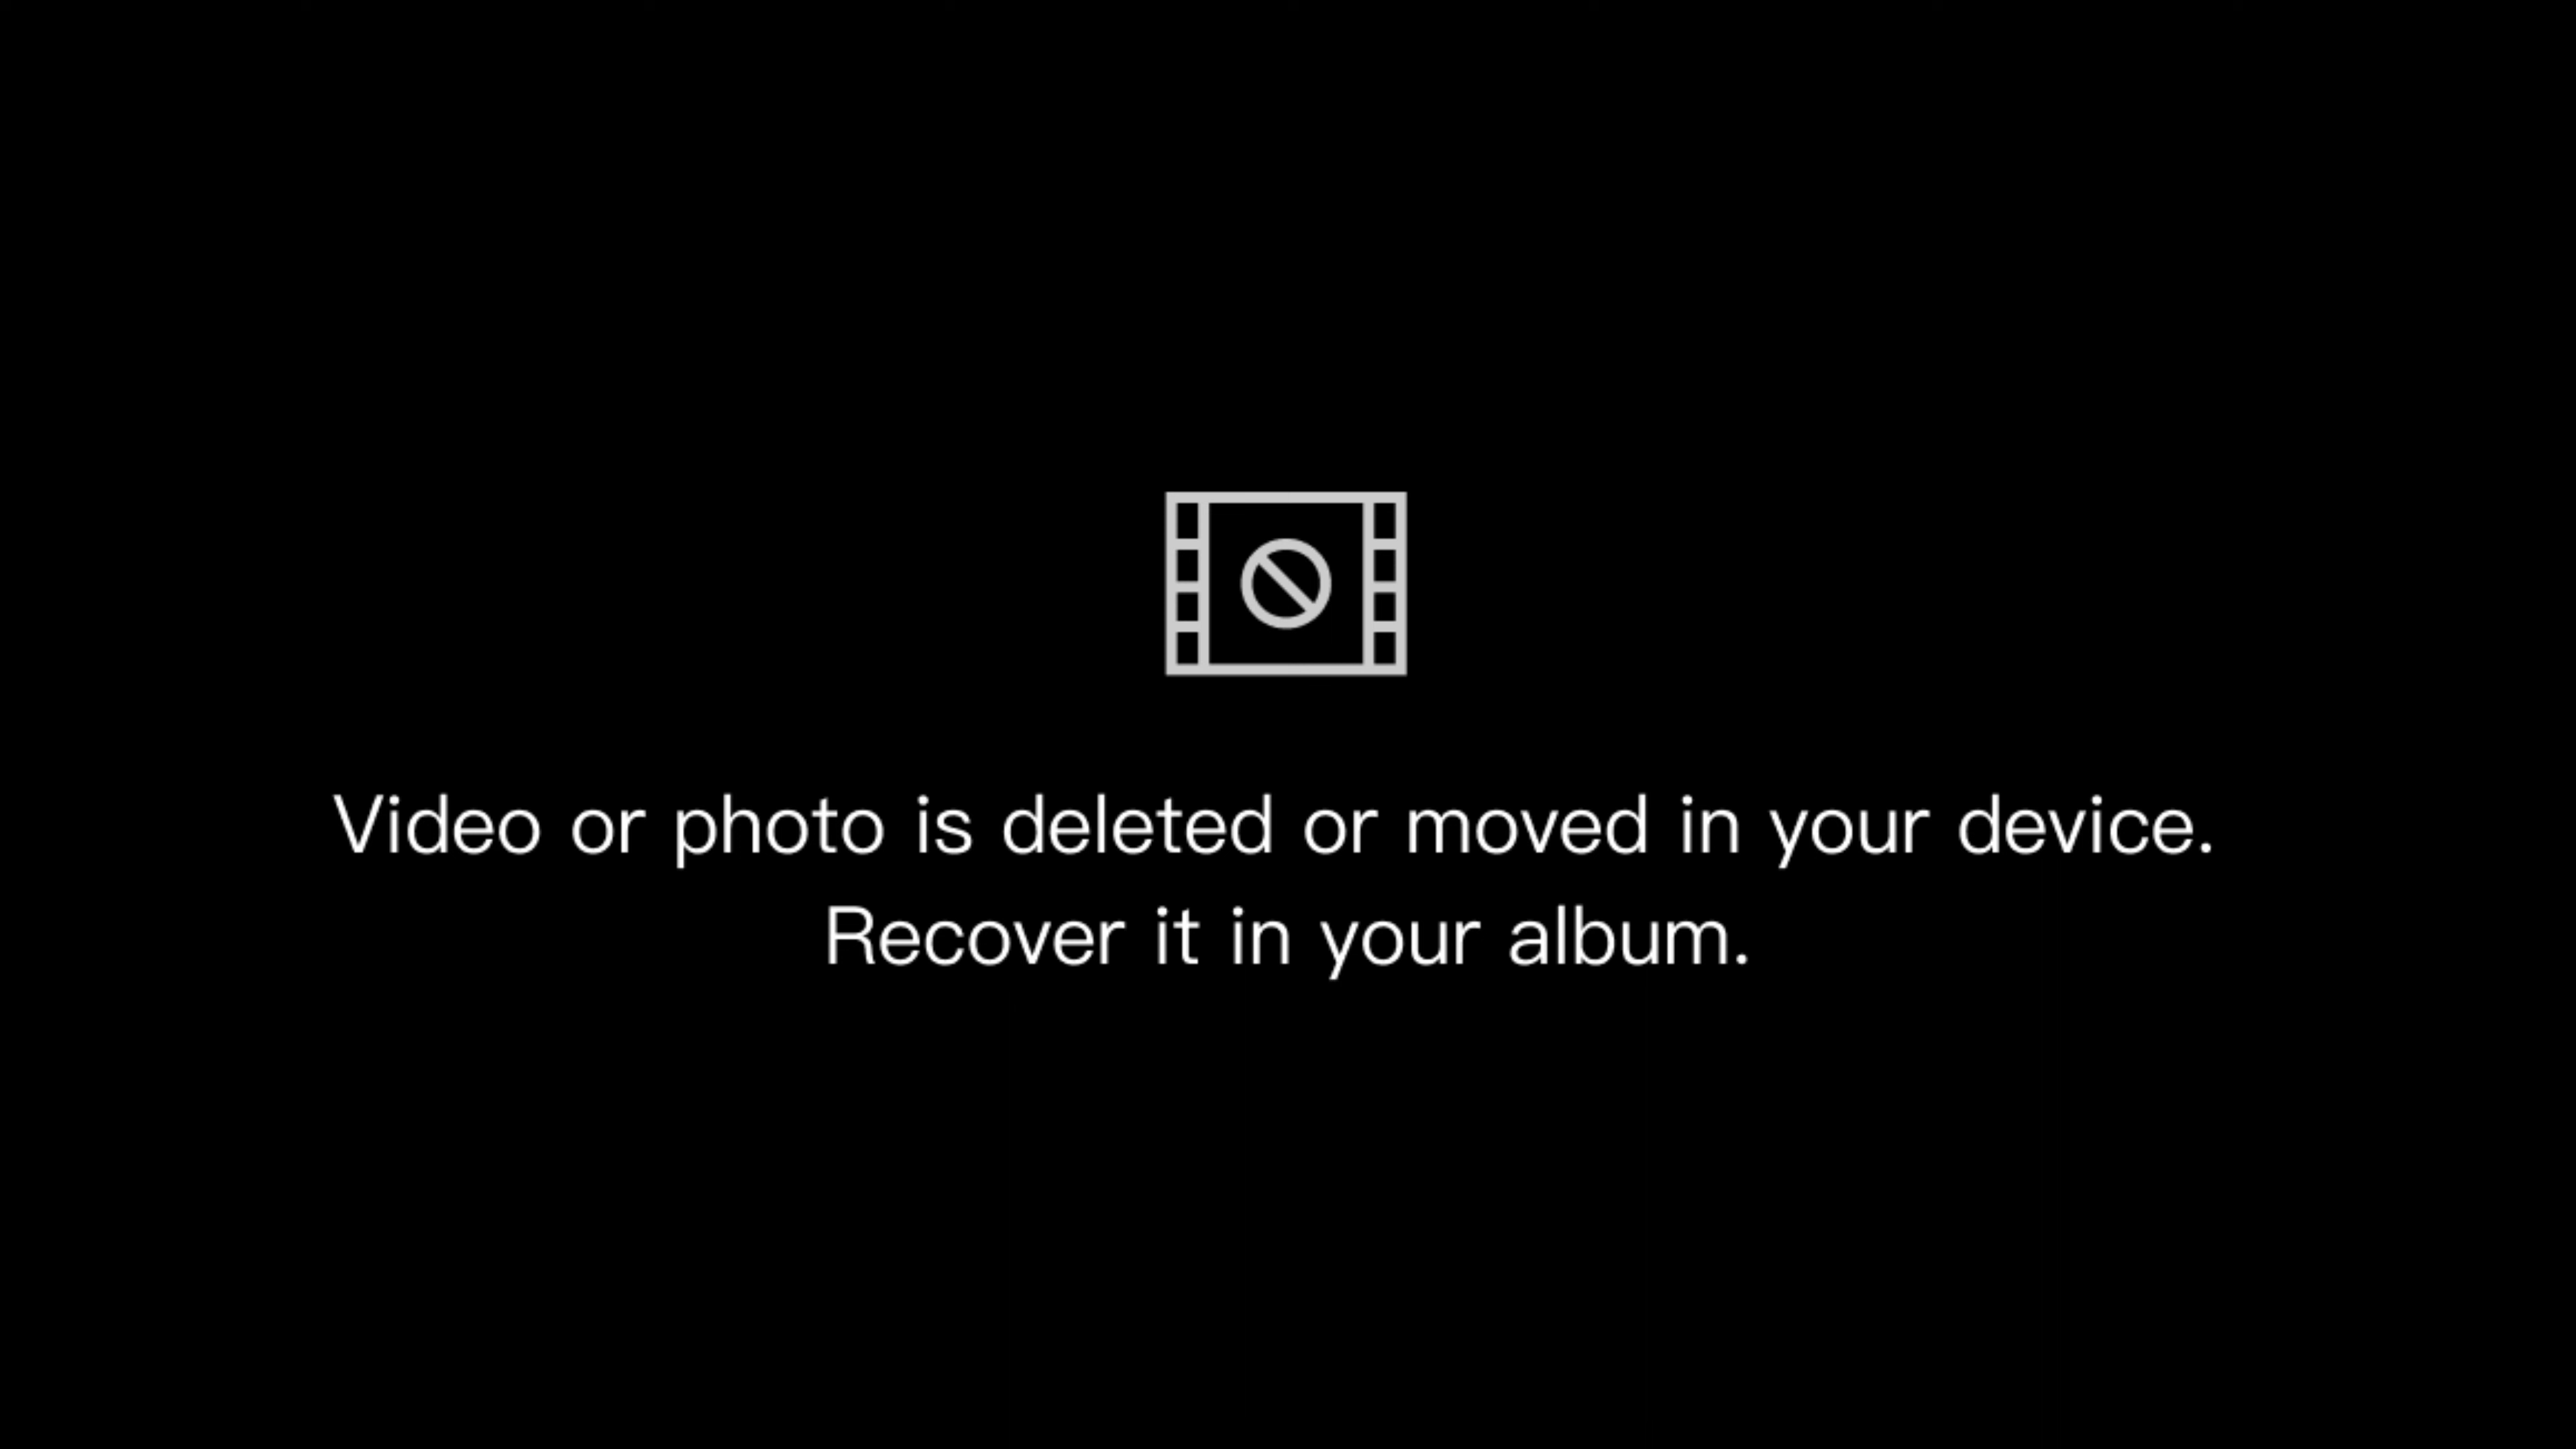 Video or photo is deleted or moved in your device.
Recover it in your album.